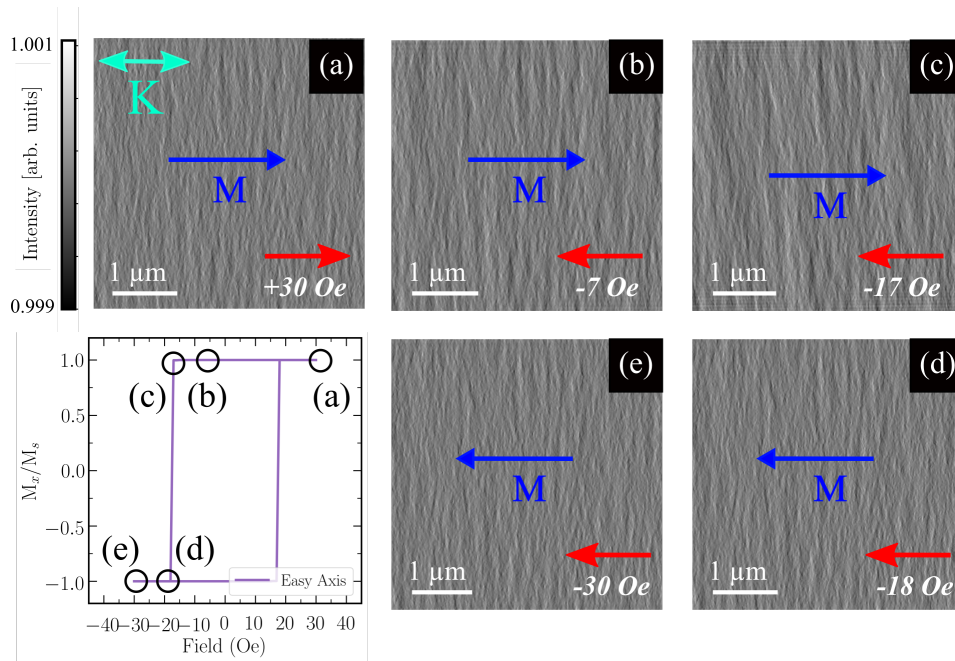 1.001
Intensity [arb. units]
0.999
(a)
K
M
1 µm
+30 Oe
(b)
M
1 µm
-7 Oe
(c)
M
1 µm
-17 Oe
1.0
0.5
0.0
−0.5
−1.0
Mx/Ms
(c) (b) (a)
(e) (d)
Easy Axis
−40 −30 −20 −10 0 10 20 30 40
Field (Oe)
(e)
M
1 µm
-30 Oe
(d)
M
1 µm
-18 Oe